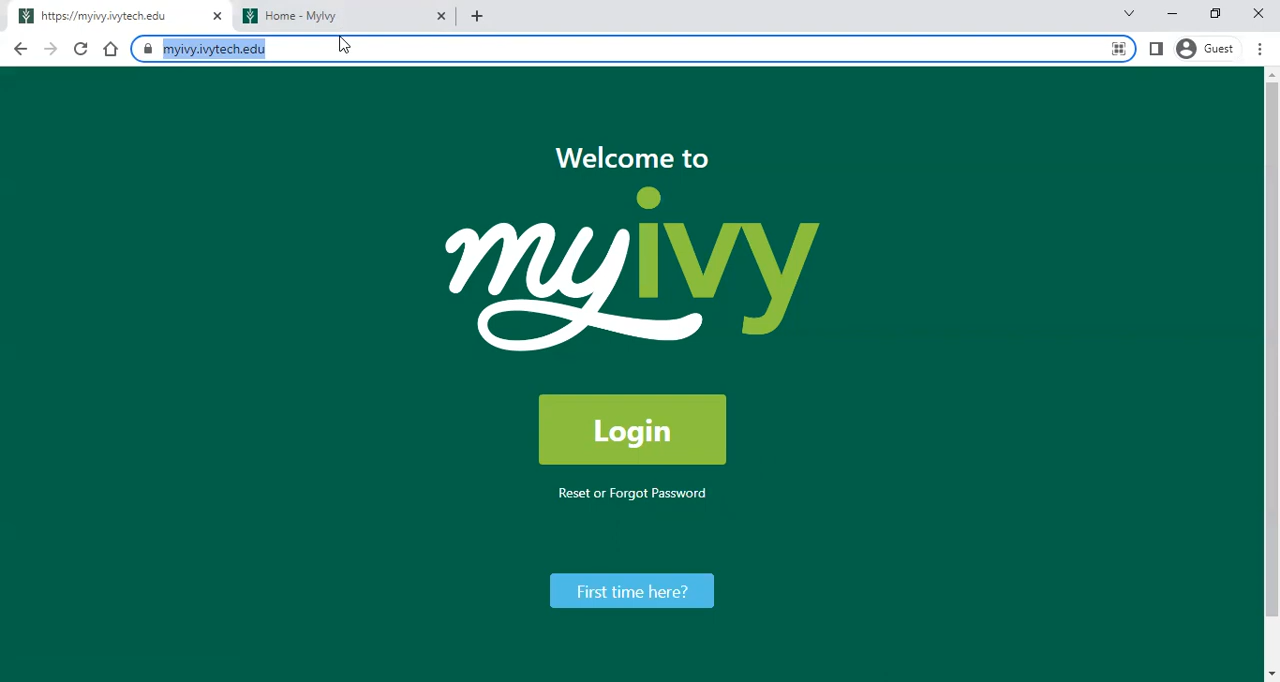 https://myivy.ivytech.edu
Home - MyIvy
myivy.ivytech.edu
Guest
Welcome to
myivy
Login
Reset or Forgot Password
First time here?